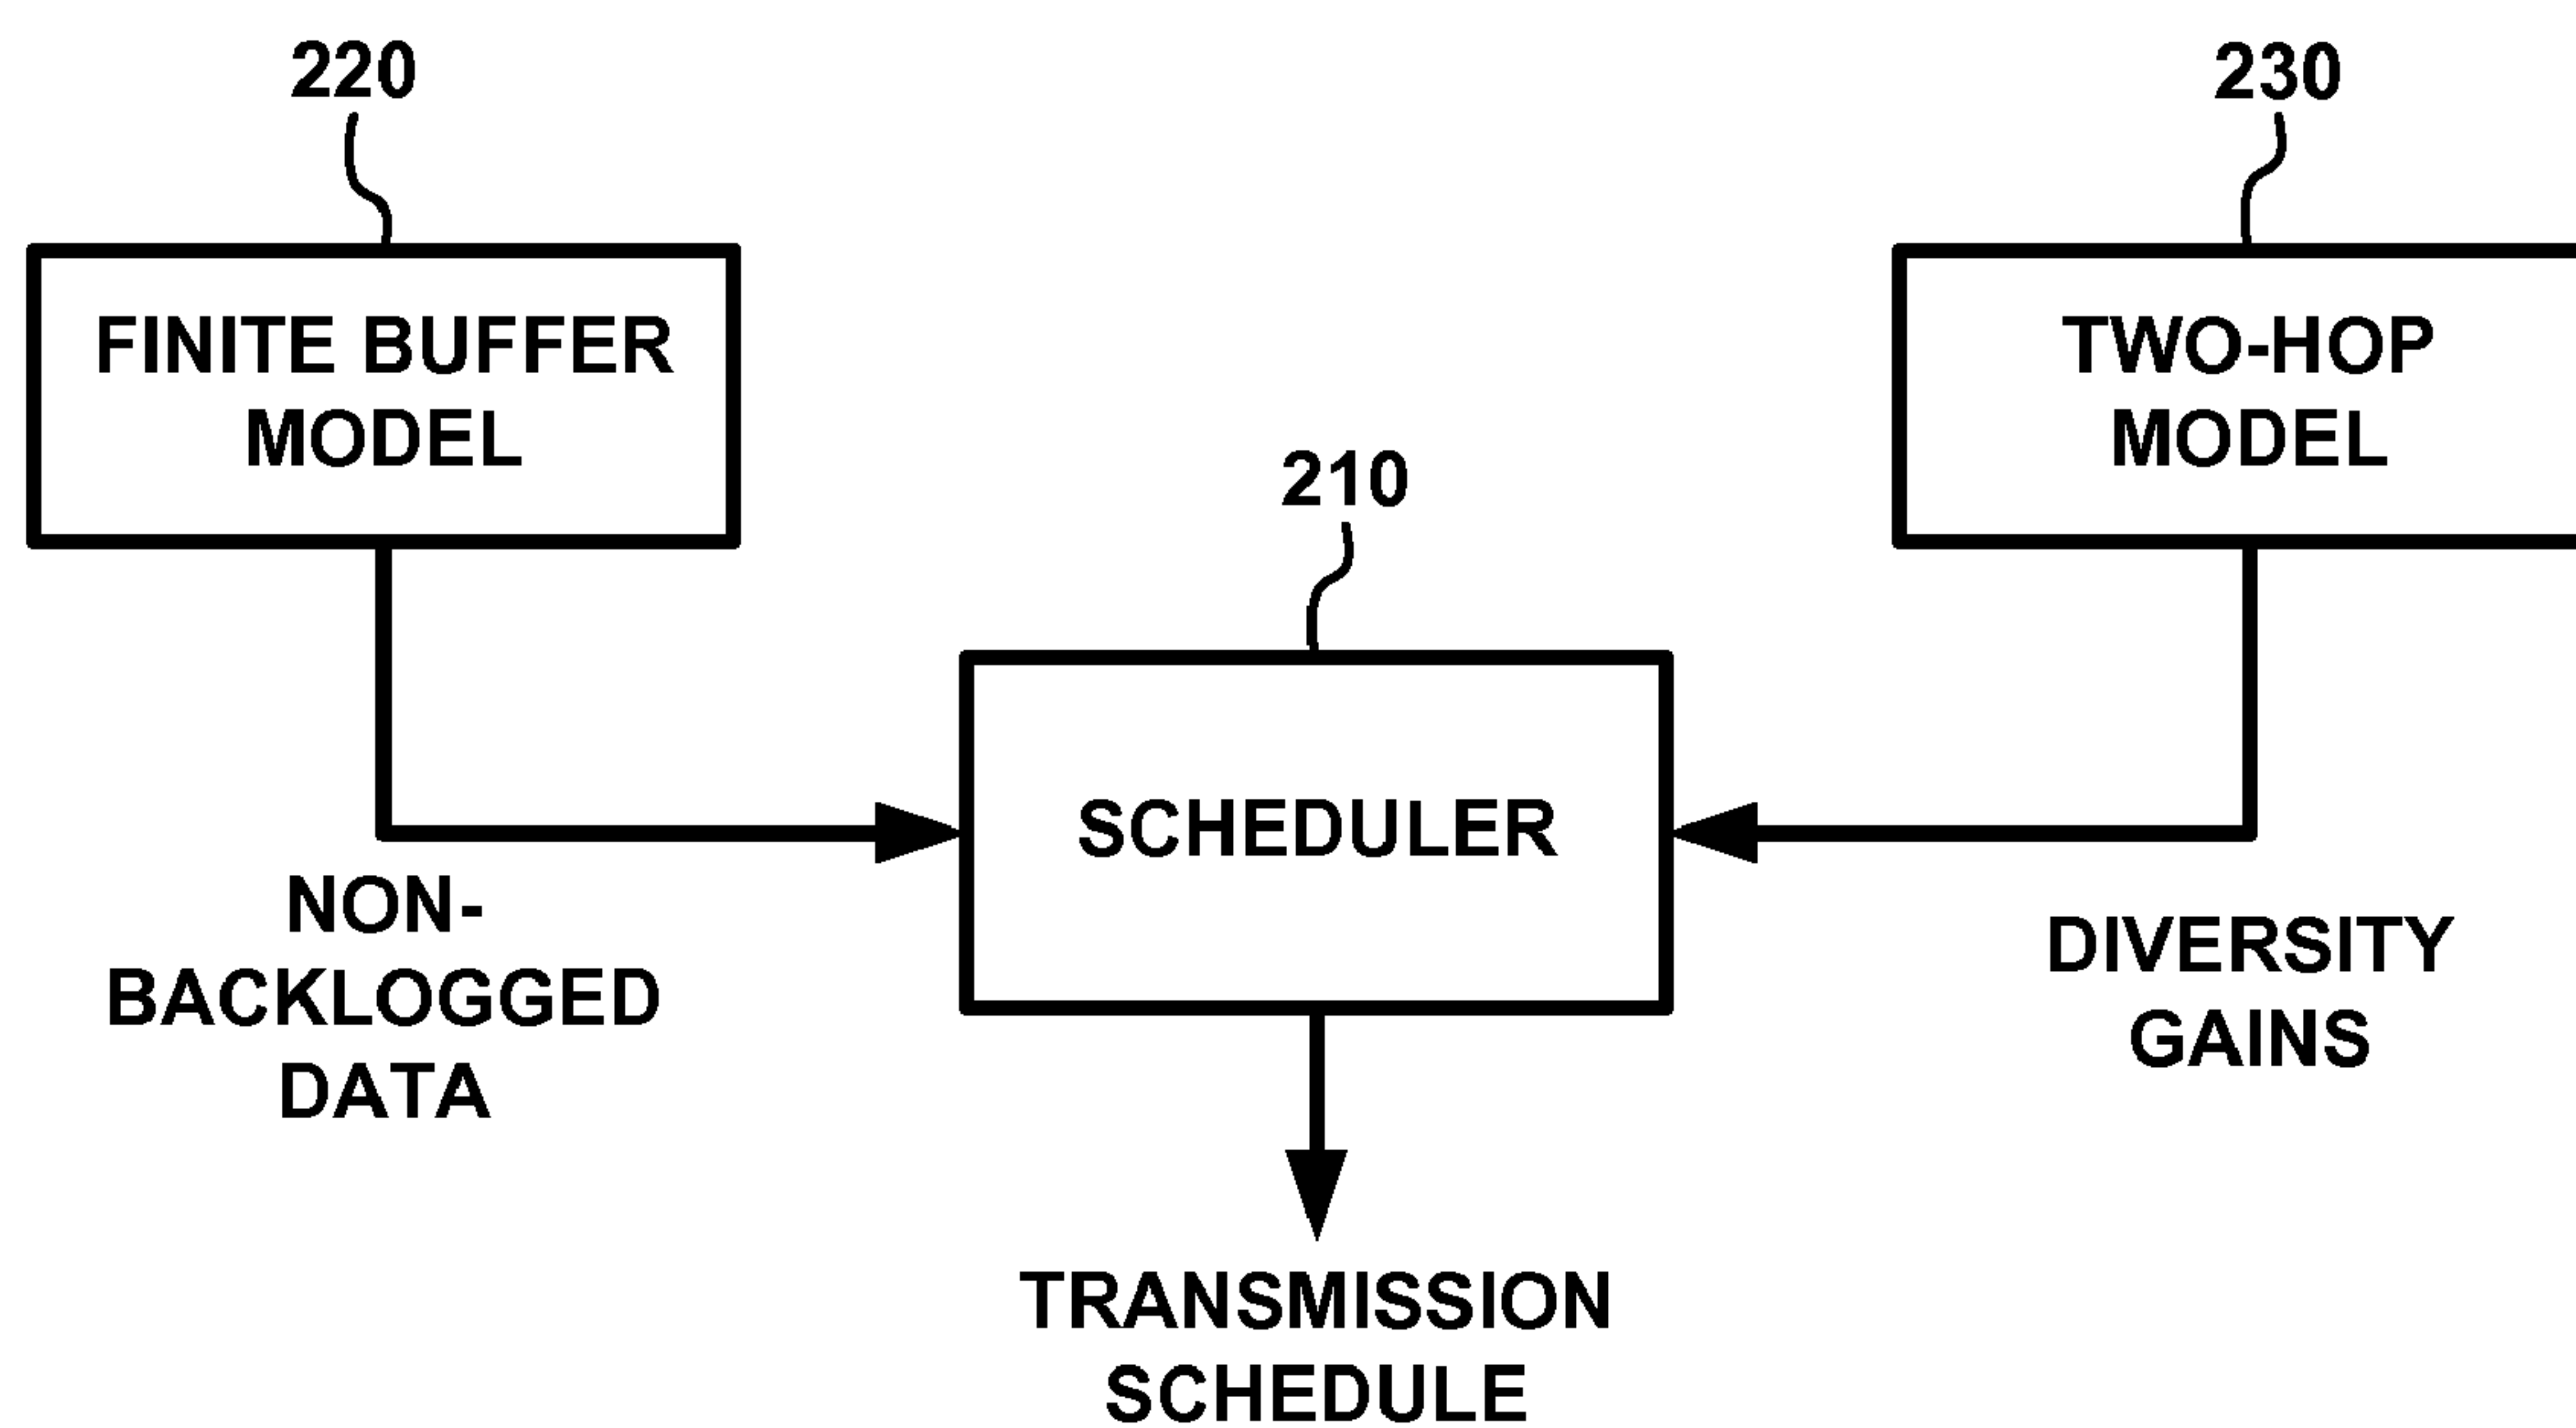 220
FINITE BUFFER
MODEL
230
TWO-HOP
MODEL
210
SCHEDULER
NON-
BACKLOGGED
DATA
DIVERSITY
GAINS
TRANSMISSION
SCHEDULE